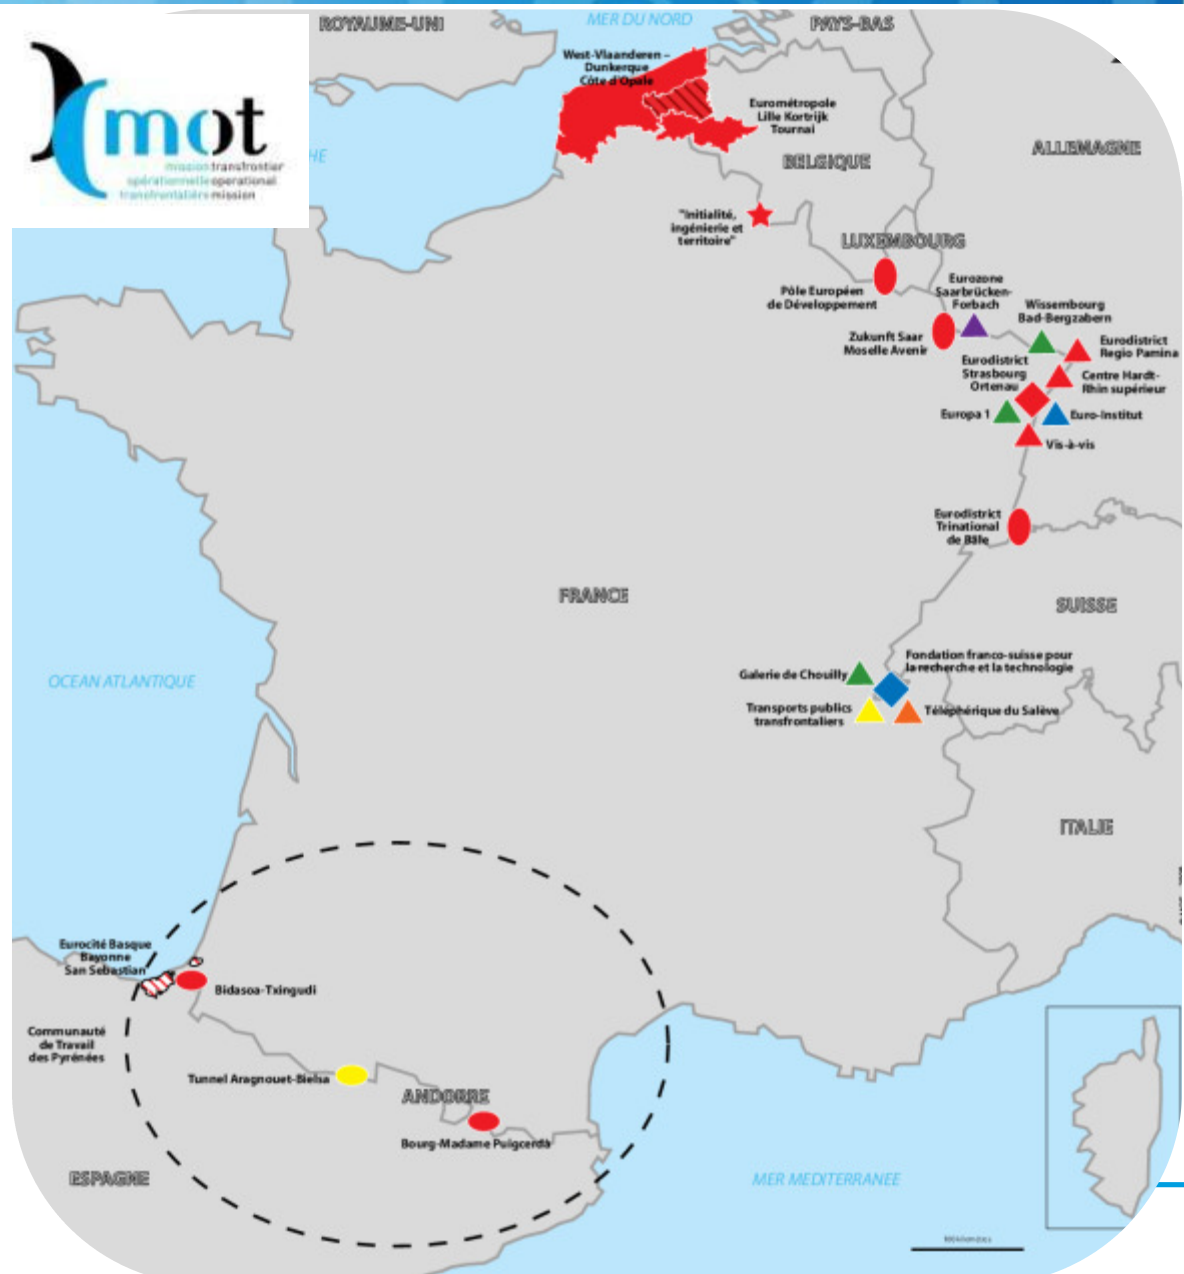 ROYAUME-UNI
MER DU NORD
PAYS-BAS
mot
mission transfrontier
opérationnelle operational
transfrontalière mission
HE
West-Vlaanderen –
Dunkerque
Côte d'Opale
Eurométropole
Lille Kortrijk
Tournai
BELGIQUE
ALLEMAGNE
"Initialité,
ingénierie et
territoire"
LUXEMBOURG
Pôle Européen
de Développement
Eurozone
Saarbrücken-
Forbach
Wissembourg
Bad-Bergzabern
Zukunft Saar
Moselle Avenir
Eurodistrict
Regio Pamina
Eurodistrict
Strasbourg
Ortenau
Centre Hardt-
Rhin supérieur
Europa 1
Euro-Institut
Vis-à-vis
Eurodistrict
Trinational
de Bâle
FRANCE
SUISSE
Fondation franco-suisse pour
la recherche et la technologie
Galerie de Chouilly
OCEAN ATLANTIQUE
Transports publics
transfrontaliers
Téléphérique du Salève
ITALIE
Eurocité Basque
Bayonne
San Sebastian
Bidasoa-Txingudi
Communauté
de Travail
des Pyrénées
Tunnel Aragnouet-Bielsa
ANDORRE
Bourg-Madame Puigcerdà
ESPAGNE
MER MEDITERRANEE